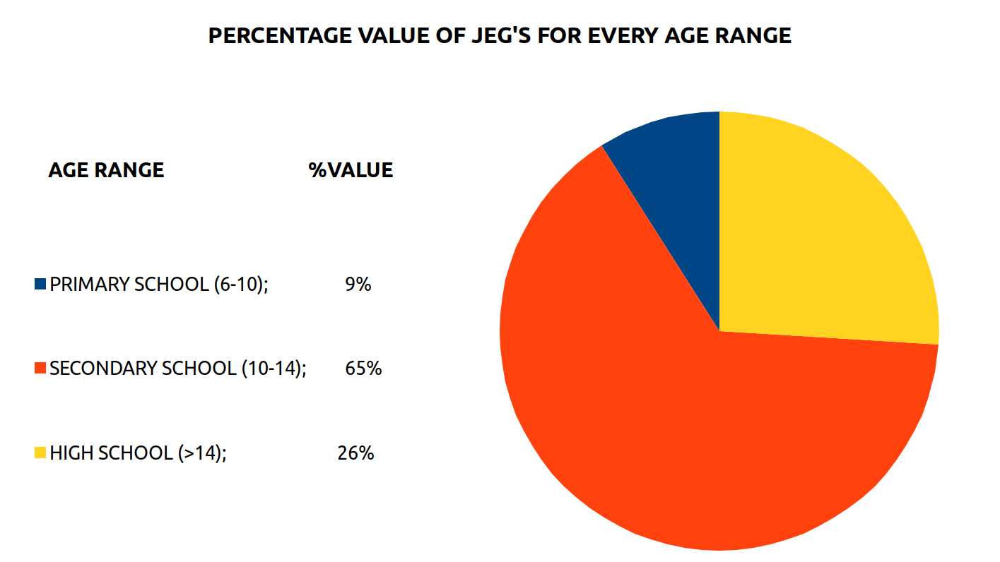 PERCENTAGE VALUE OF JEG'S FOR EVERY AGE RANGE
AGE RANGE %VALUE
PRIMARY SCHOOL (6-10); 9%
SECONDARY SCHOOL (10-14); 65%
HIGH SCHOOL (>14); 26%